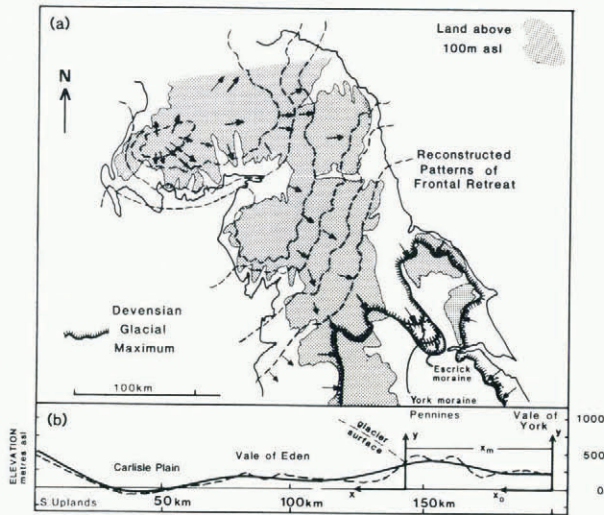 (a)
Land above
100m asl
N
Reconstructed
Patterns of
Frontal Retreat
Devensian
Glacial
Maximum
Escrick
moraine
York moraine
100km
(b)
Pennines
Vale of
York
ELEVATION
metres asl
glacier
surface
y
y
1000
xm
500
Vale of Eden
Carlisle Plain
x
xo
0
S Uplands
50km
100km
150km